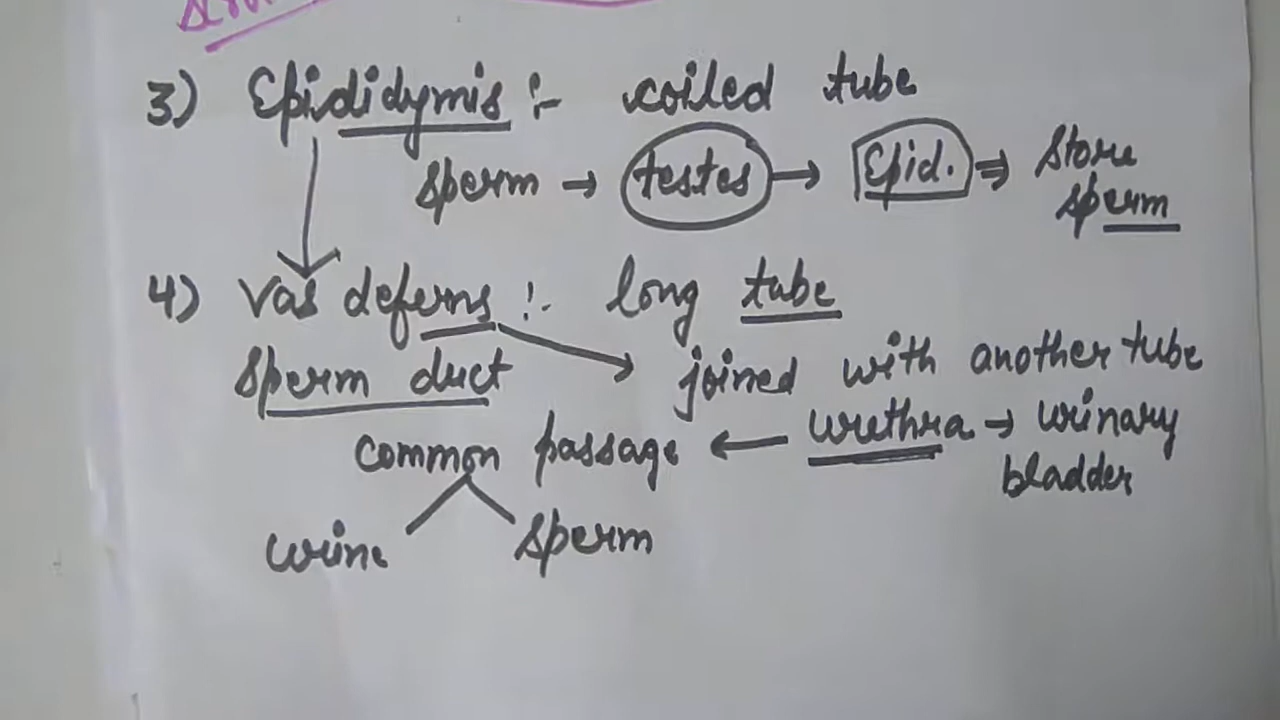 3) Epididymis :- coiled tube
sperm → testes → Epid. ⇒ store
sperm
4) Vas deferns :- long tube
sperm duct → joined with another tube
common passage ← urethra → urinary
bladder
urine sperm